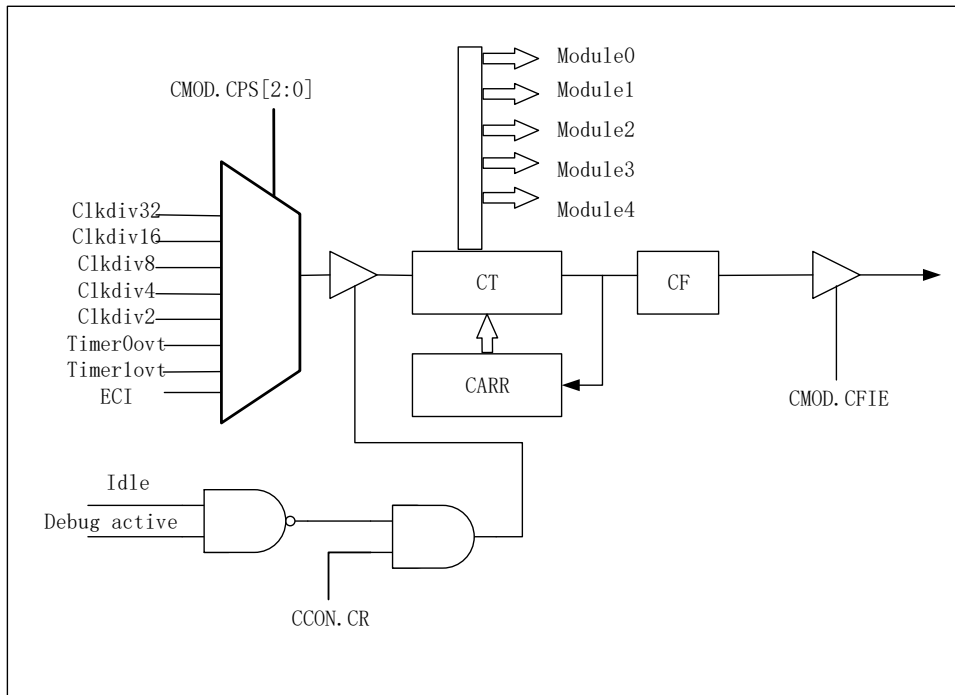 Module0
CMOD.CPS[2:0]
Module1
Module2
Module3
Module4
Clkdiv32
Clkdiv16
Clkdiv8
Clkdiv4
Clkdiv2
Timer0ovt
Timer1ovt
ECI
CT
CF
CARR
CMOD.CFIE
Idle
Debug active
CCON.CR